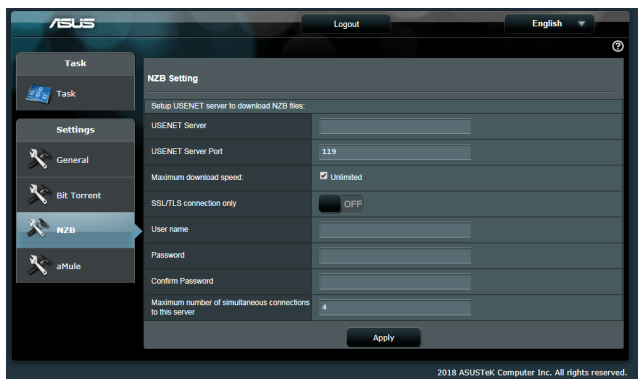 ASUS
Logout
English
?
Task
Task
Settings
General
Bit Torrent
NZB
aMule
NZB Setting
Setup USENET server to download NZB files:
USENET Server
USENET Server Port
119
Maximum download speed:
Unlimited
SSL/TLS connection only
OFF
User name
Password
Confirm Password
Maximum number of simultaneous connections
to this server
4
Apply
2018 ASUSTeK Computer Inc. All rights reserved.